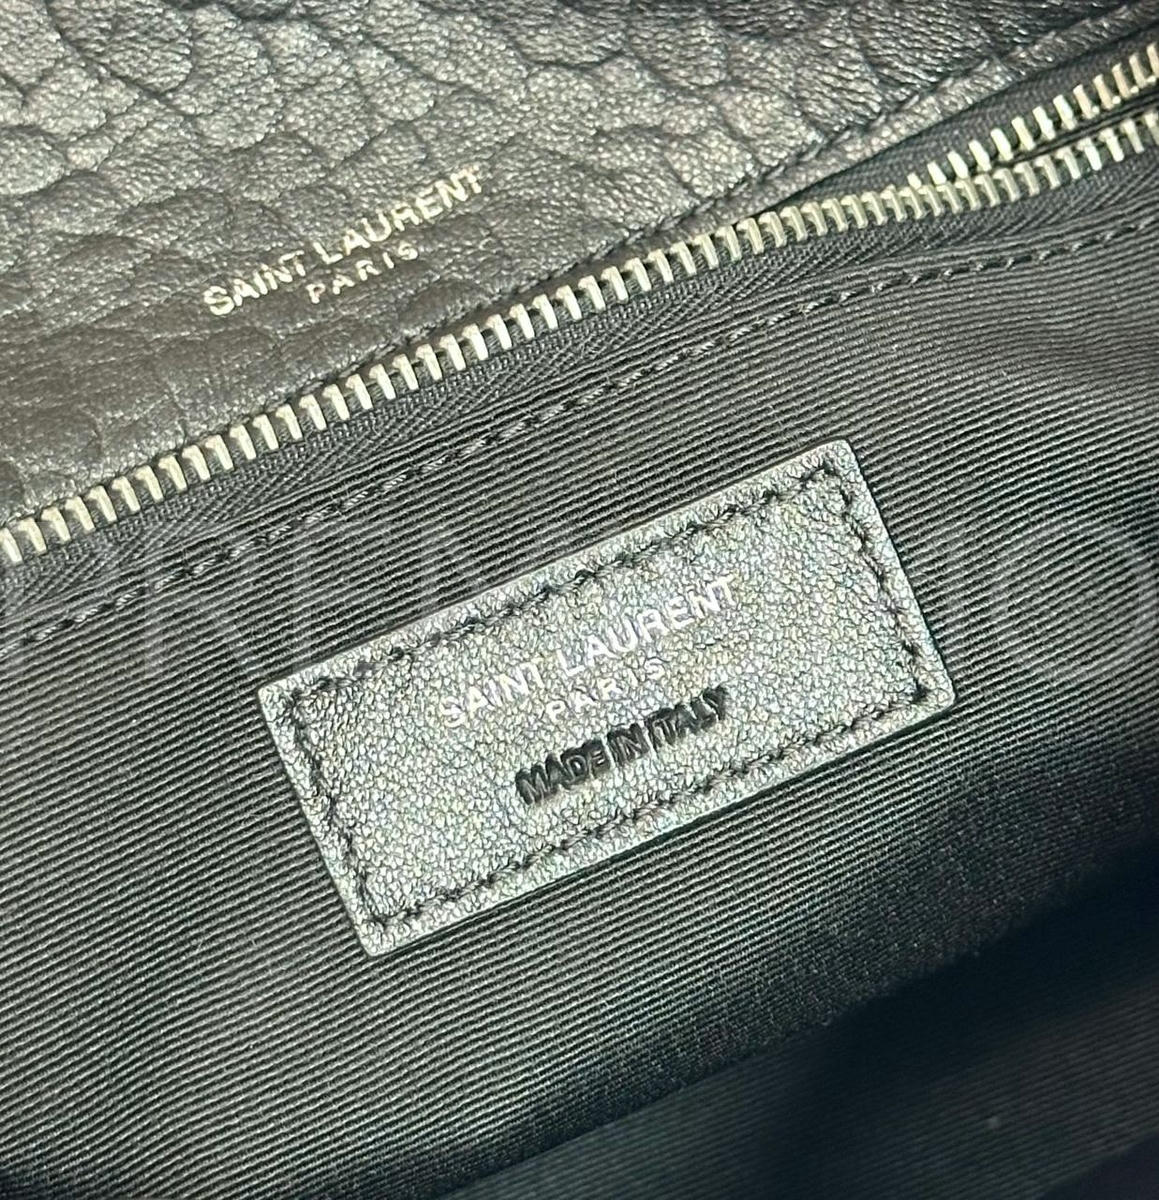 SAINT LAURENT
PARIS
SAINT LAURENT
PARIS
MADE IN ITALY